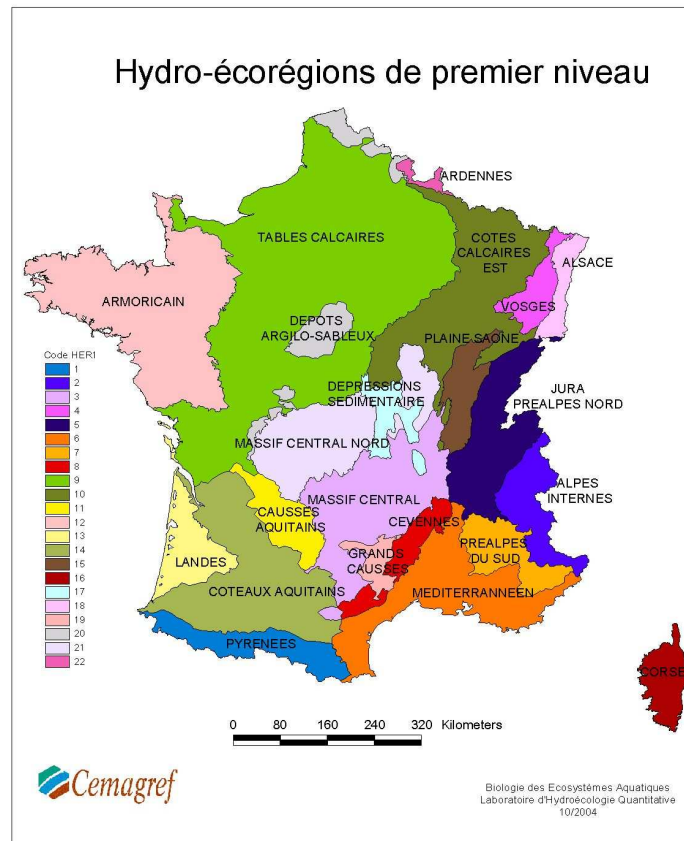 Hydro-écorégions de premier niveau
ARDENNES
TABLES CALCAIRES
COTES
CALCAIRES
EST
ALSACE
ARMORICAIN
VOSGES
DEPOTS
ARGILO-SABLEUX
PLAINE SAONE
Code HER1
1
2
3
4
5
6
7
8
9
10
11
12
13
14
15
16
17
18
19
20
21
22
DEPRESSIONS
SEDIMENTAIRE
JURA
PREALPES NORD
MASSIF CENTRAL NORD
MASSIF CENTRAL
ALPES
INTERNES
CAUSSES
AQUITAINS
CEVENNES
PREALPES
DU SUD
GRANDS
CAUSSES
LANDES
COTEAUX AQUITAINS
MEDITERRANNEEN
PYRENEES
CORSE
0 80 160 240 320 Kilometers
Cemagref
Biologie des Ecosystèmes Aquatiques
Laboratoire d'Hydroécologie Quantitative
10/2004